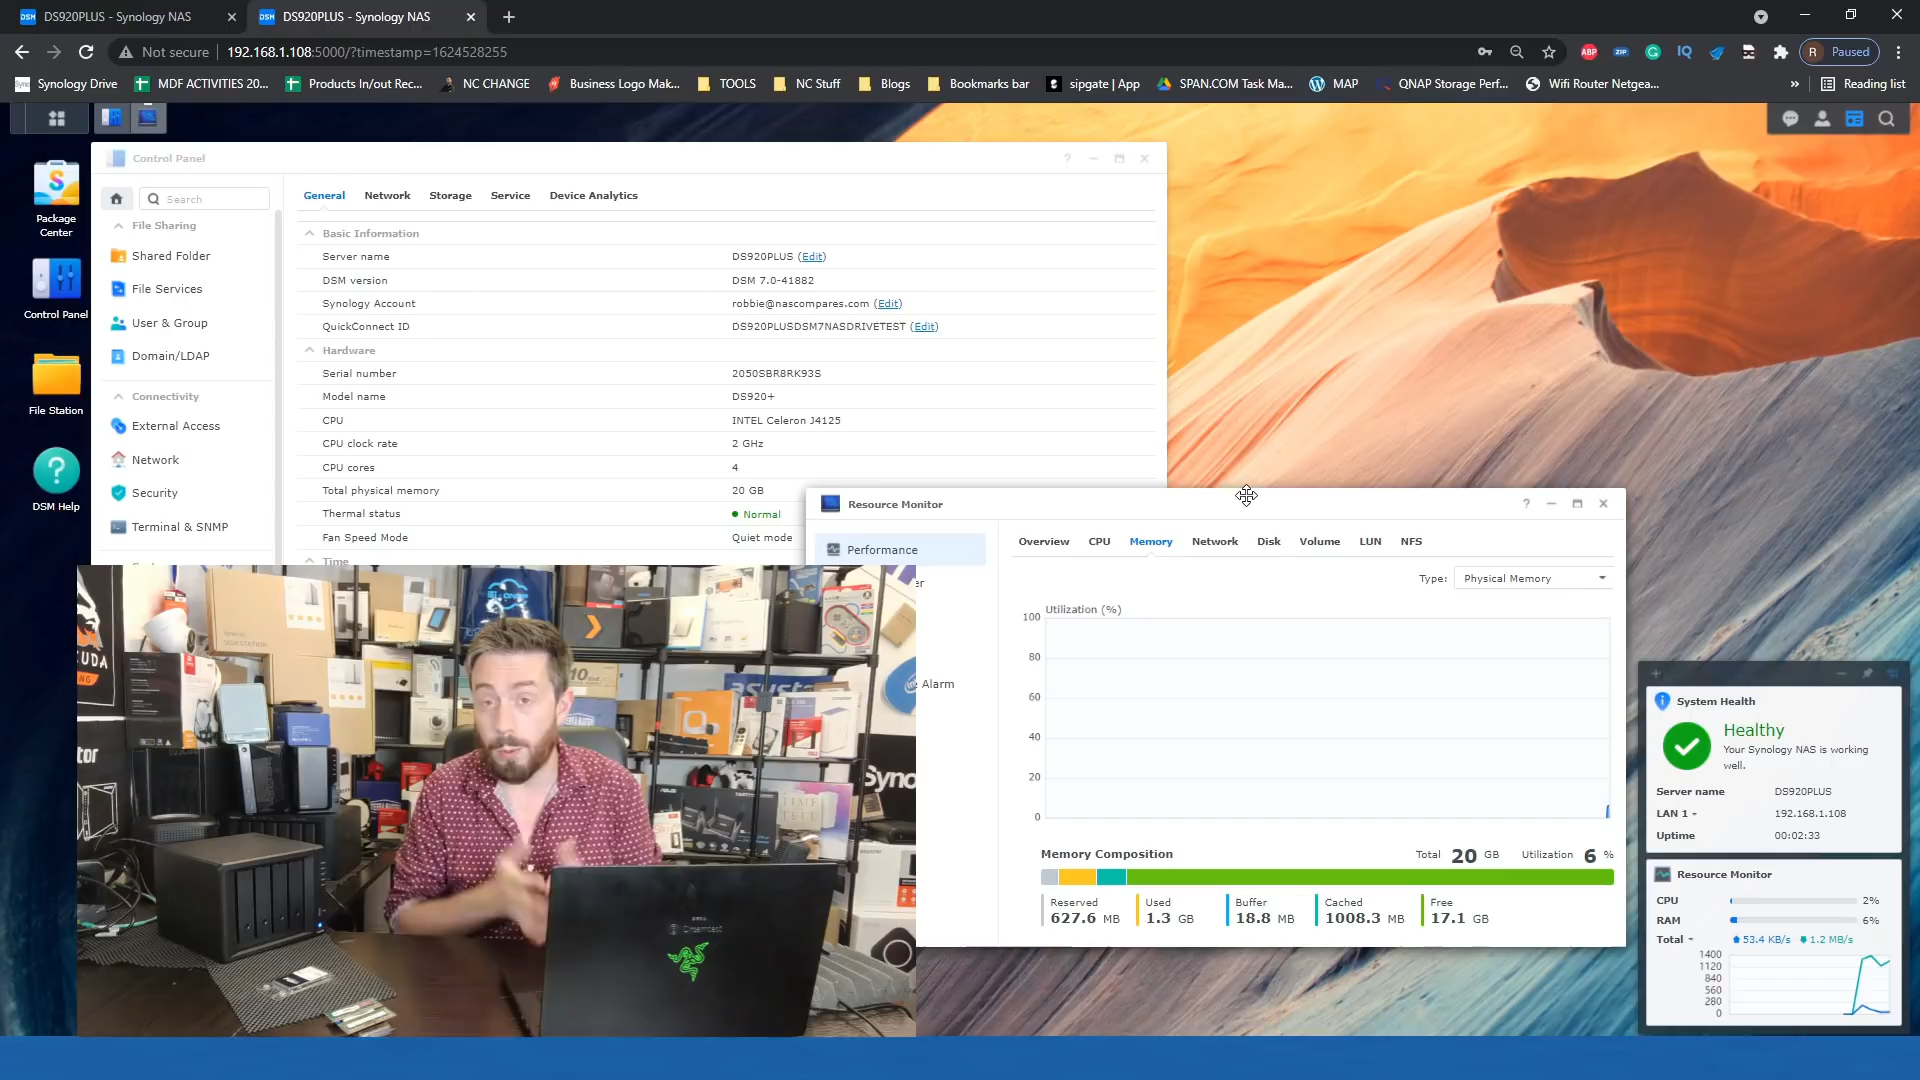 DS920PLUS - Synology NAS
DS920PLUS - Synology NAS
Not secure 192.168.1.108:5000/?timestamp=1624528255
ABP ZIP IQ R Paused
Synology Drive MDF ACTIVITIES 20... Products In/out Rec... NC CHANGE Business Logo Mak... TOOLS NC Stuff Blogs Bookmarks bar sipgate | App SPAN.COM Task Ma... MAP QNAP Storage Perf... Wifi Router Netgea... » Reading list
Package
Center
Control Panel
File Station
DSM Help
Control Panel
Search
File Sharing
Shared Folder
File Services
User & Group
Domain/LDAP
Connectivity
External Access
Network
Security
Terminal & SNMP
General Network Storage Service Device Analytics
Basic Information
Server name DS920PLUS (Edit)
DSM version DSM 7.0-41882
Synology Account robbie@nascompares.com (Edit)
QuickConnect ID DS920PLUSDSM7NASDRIVETEST (Edit)
Hardware
Serial number 2050SBR8RK93S
Model name DS920+
CPU INTEL Celeron J4125
CPU clock rate 2 GHz
CPU cores 4
Total physical memory 20 GB
Thermal status Normal
Fan Speed Mode Quiet mode
Time
Resource Monitor
Performance
er
Alarm
Overview CPU Memory Network Disk Volume LUN NFS
Type: Physical Memory
Utilization (%)
100
80
60
40
20
0
Memory Composition Total 20 GB Utilization 6 %
Reserved Used Buffer Cached Free
627.6 MB 1.3 GB 18.8 MB 1008.3 MB 17.1 GB
System Health
Healthy
Your Synology NAS is working
well.
Server name DS920PLUS
LAN 1 192.168.1.108
Uptime 00:02:33
Resource Monitor
CPU 2%
RAM 6%
Total 53.4 KB/s 1.2 MB/s
1400
1120
840
560
280
0
Dreamcast